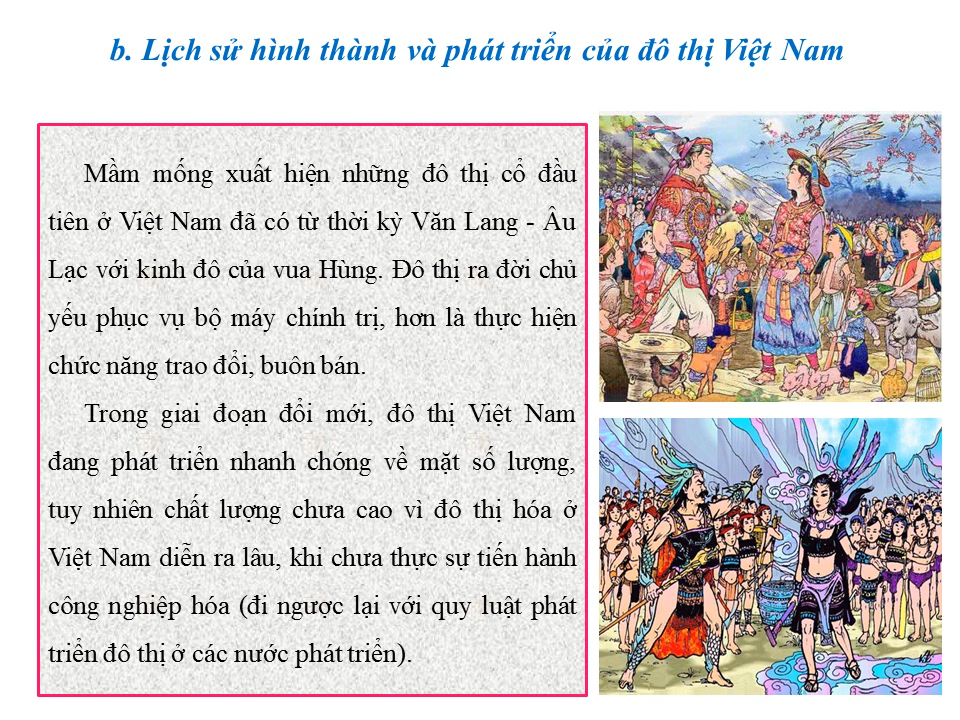 b. Lịch sử hình thành và phát triển của đô thị Việt Nam
Mầm mống xuất hiện những đô thị cổ đầu
tiên ở Việt Nam đã có từ thời kỳ Văn Lang - Âu
Lạc với kinh đô của vua Hùng. Đô thị ra đời chủ
yếu phục vụ bộ máy chính trị, hơn là thực hiện
chức năng trao đổi, buôn bán.
Trong giai đoạn đổi mới, đô thị Việt Nam
đang phát triển nhanh chóng về mặt số lượng,
tuy nhiên chất lượng chưa cao vì đô thị hóa ở
Việt Nam diễn ra lâu, khi chưa thực sự tiến hành
công nghiệp hóa (đi ngược lại với quy luật phát
triển đô thị ở các nước phát triển).